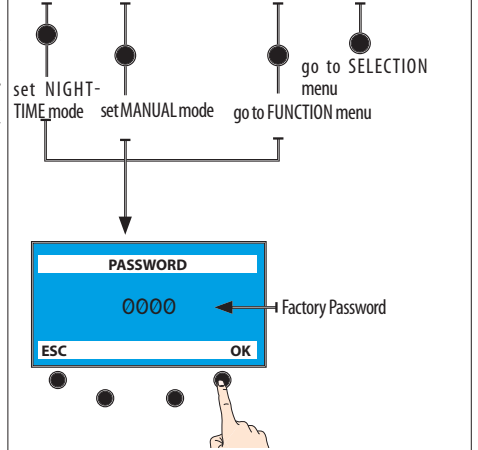 go to SELECTION
menu
set NIGHT-
TIME mode
set MANUAL mode
go to FUNCTION menu
PASSWORD
0000
Factory Password
ESC
OK